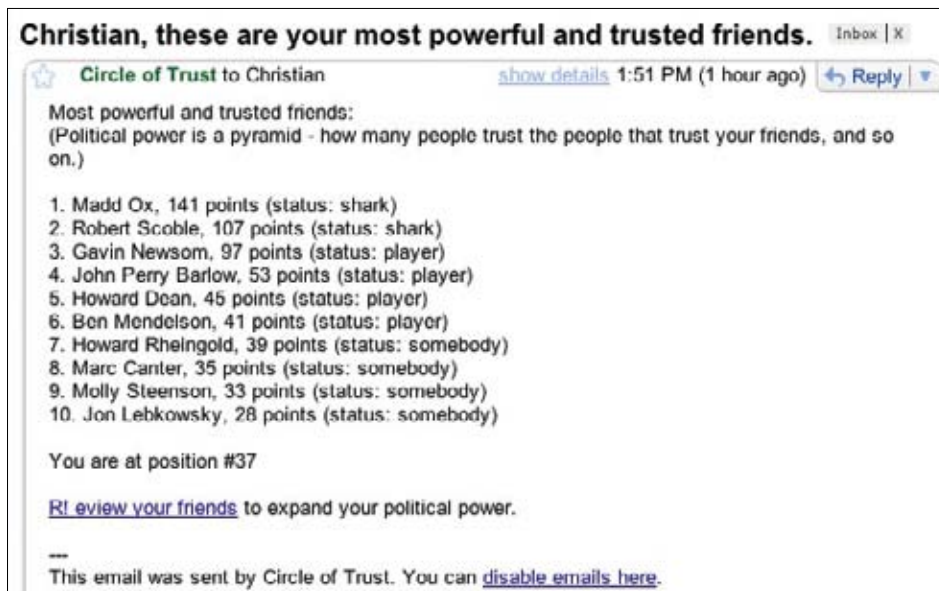 Christian, these are your most powerful and trusted friends. Inbox | X
Circle of Trust to Christian show details 1:51 PM (1 hour ago) Reply
Most powerful and trusted friends:
(Political power is a pyramid - how many people trust the people that trust your friends, and so
on.)
1. Madd Ox, 141 points (status: shark)
2. Robert Scoble, 107 points (status: shark)
3. Gavin Newsom, 97 points (status: player)
4. John Perry Barlow, 53 points (status: player)
5. Howard Dean, 45 points (status: player)
6. Ben Mendelson, 41 points (status: player)
7. Howard Rheingold, 39 points (status: somebody)
8. Marc Canter, 35 points (status: somebody)
9. Molly Steenson, 33 points (status: somebody)
10. Jon Lebkowsky, 28 points (status: somebody)
You are at position #37
R! eview your friends to expand your political power.
---
This email was sent by Circle of Trust. You can disable emails here.